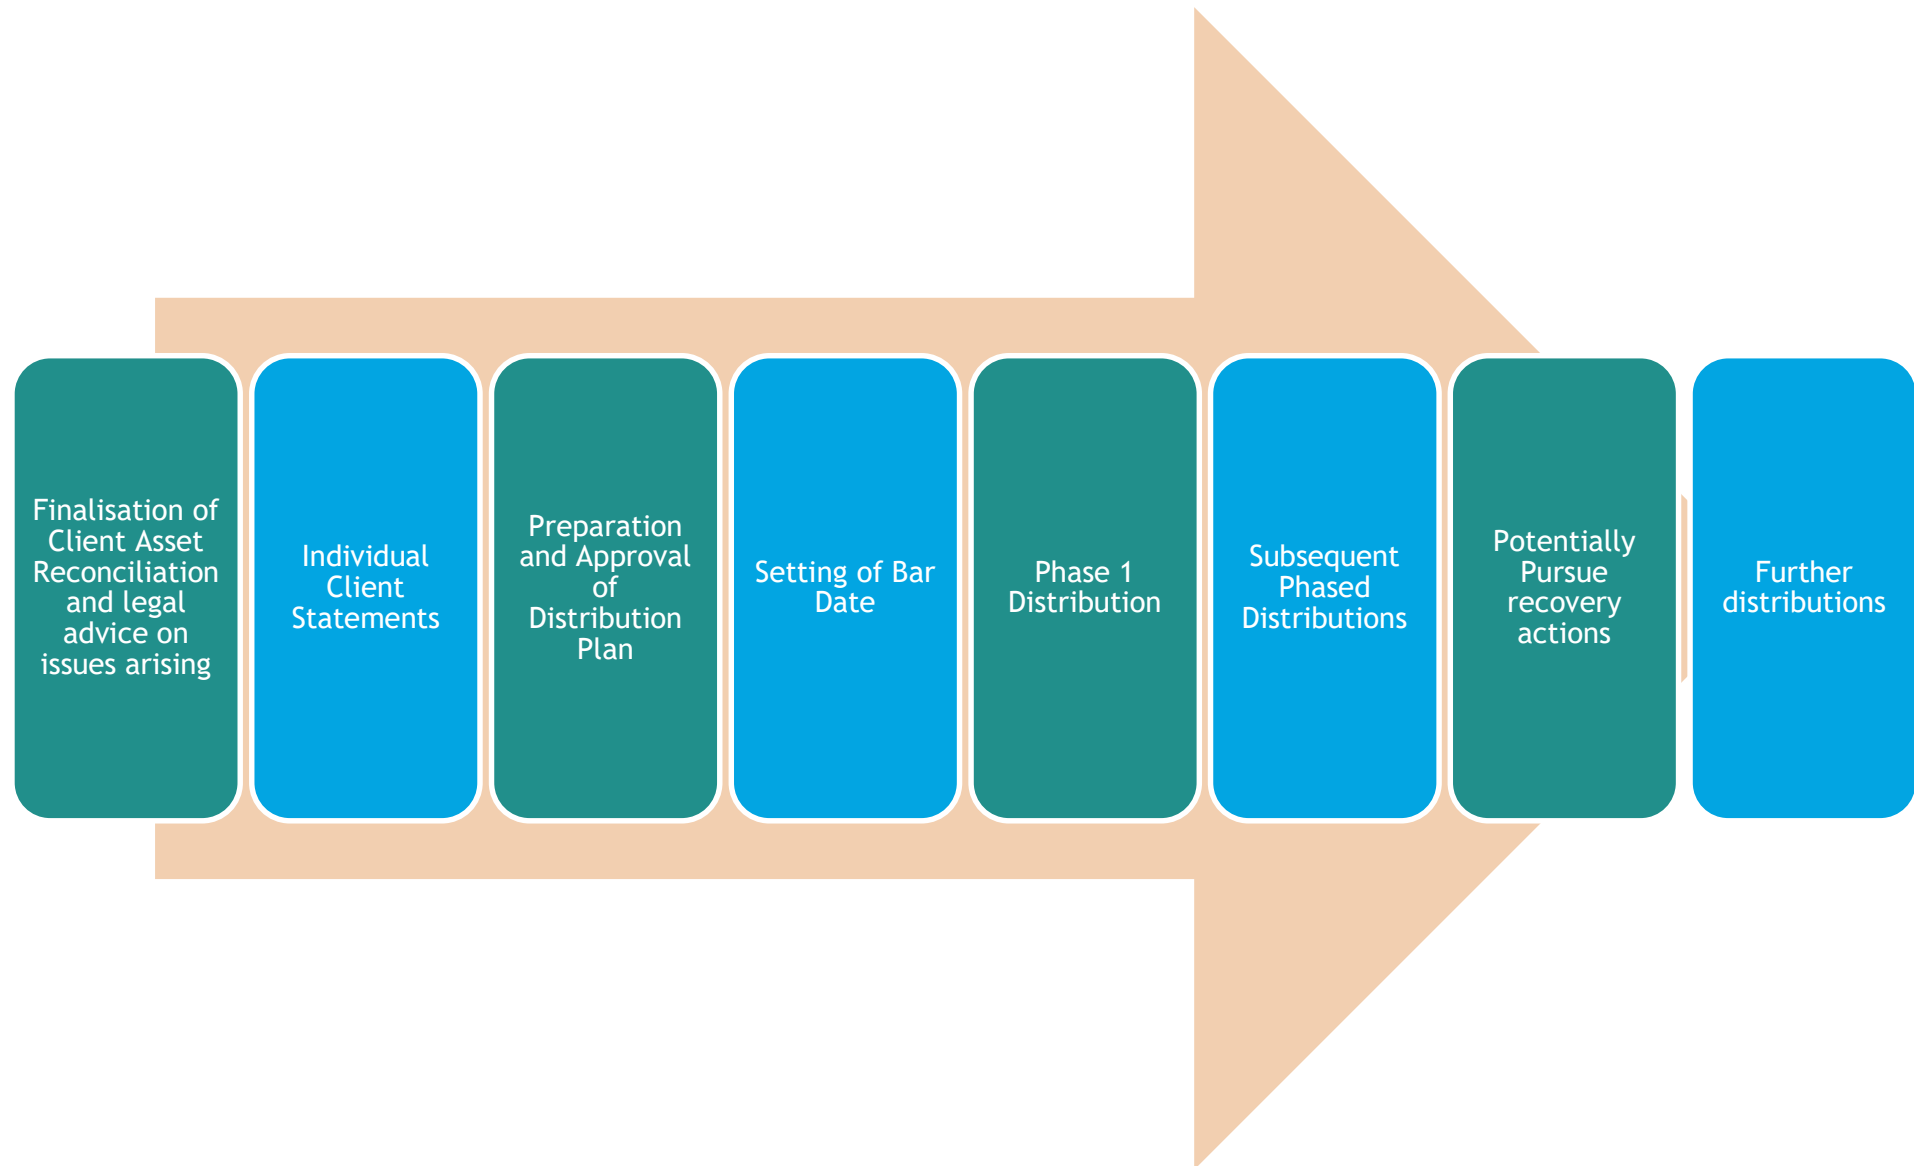 Finalisation of
Client Asset
Reconciliation
and legal
advice on
issues arising
Individual
Client
Statements
Preparation
and Approval
of
Distribution
Plan
Setting of Bar
Date
Phase 1
Distribution
Subsequent
Phased
Distributions
Potentially
Pursue
recovery
actions
Further
distributions